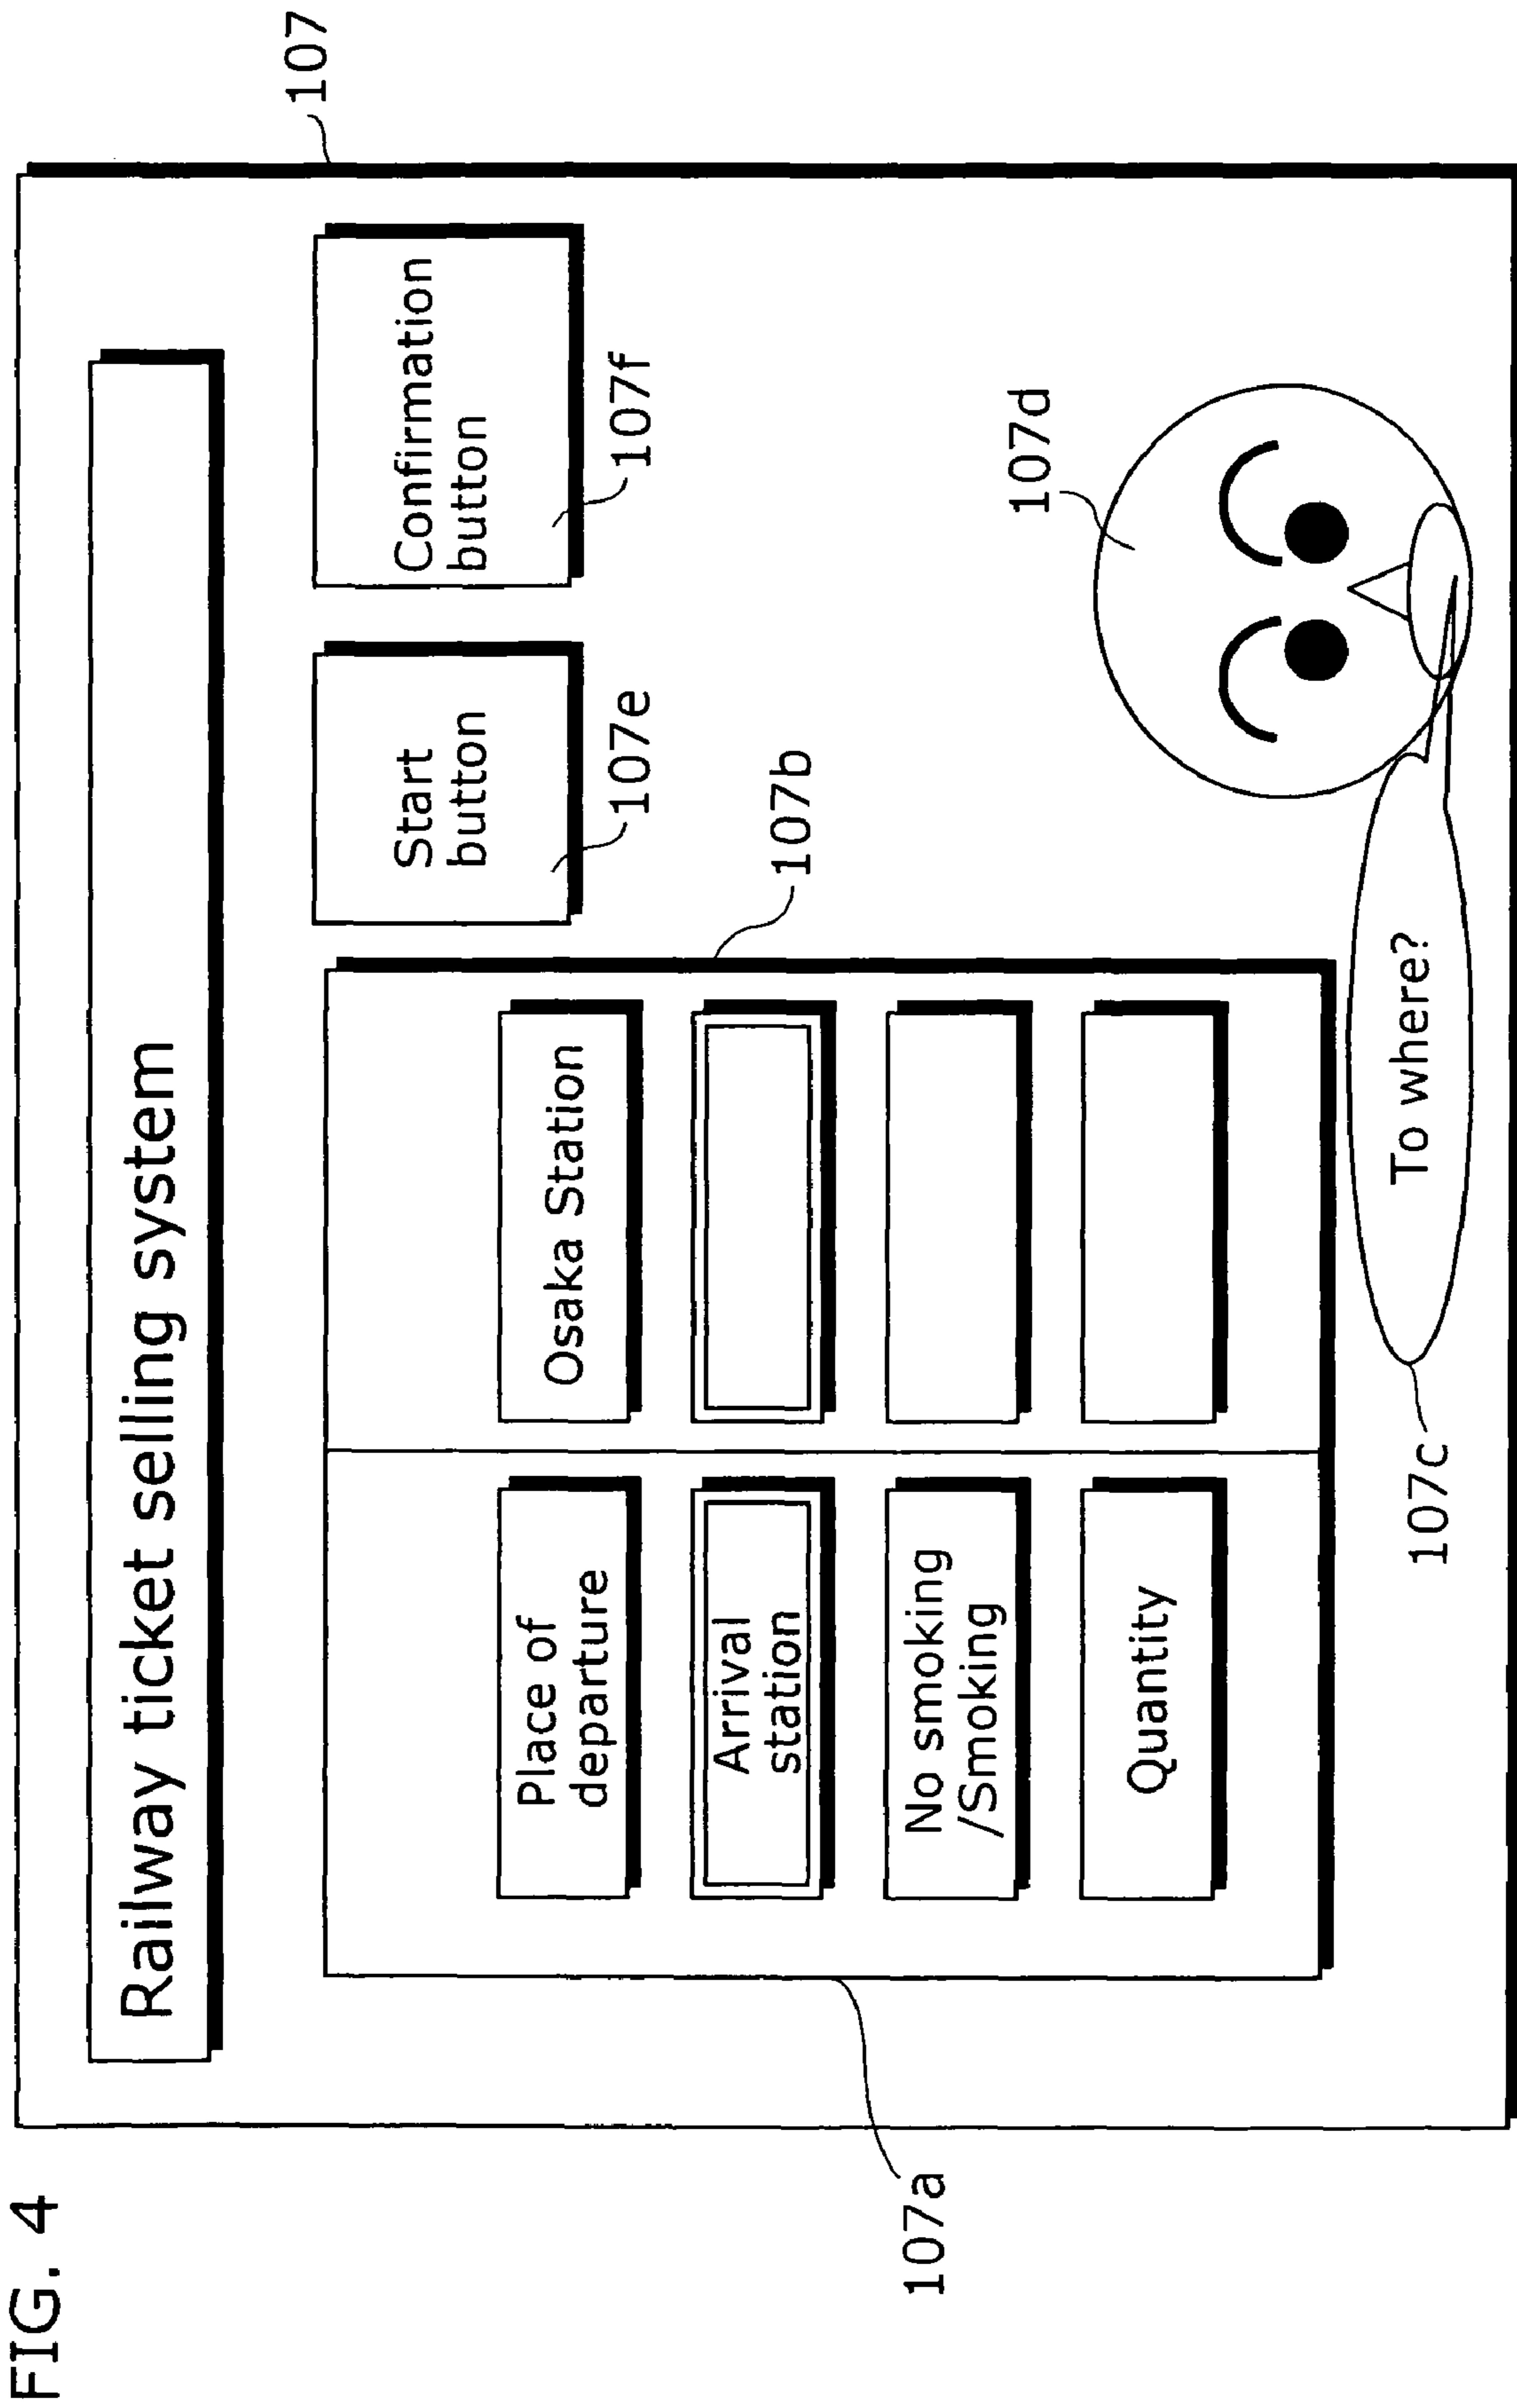 FIG. 4
107
Railway ticket selling system
Start
button
107e
Confirmation
button
107f
107a
107b
Place of
departure
Osaka Station
Arrival
station
No smoking
/Smoking
Quantity
107d
To where?
107c